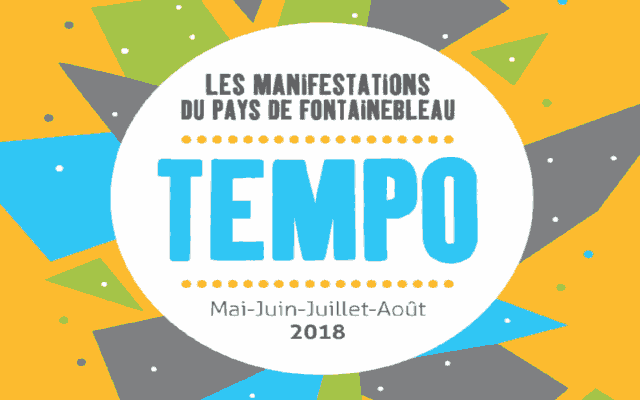 LES MANIFESTATIONS
DU PAYS DE FONTAINEBLEAU
TEMPO
Mai-Juin-Juillet-Août
2018